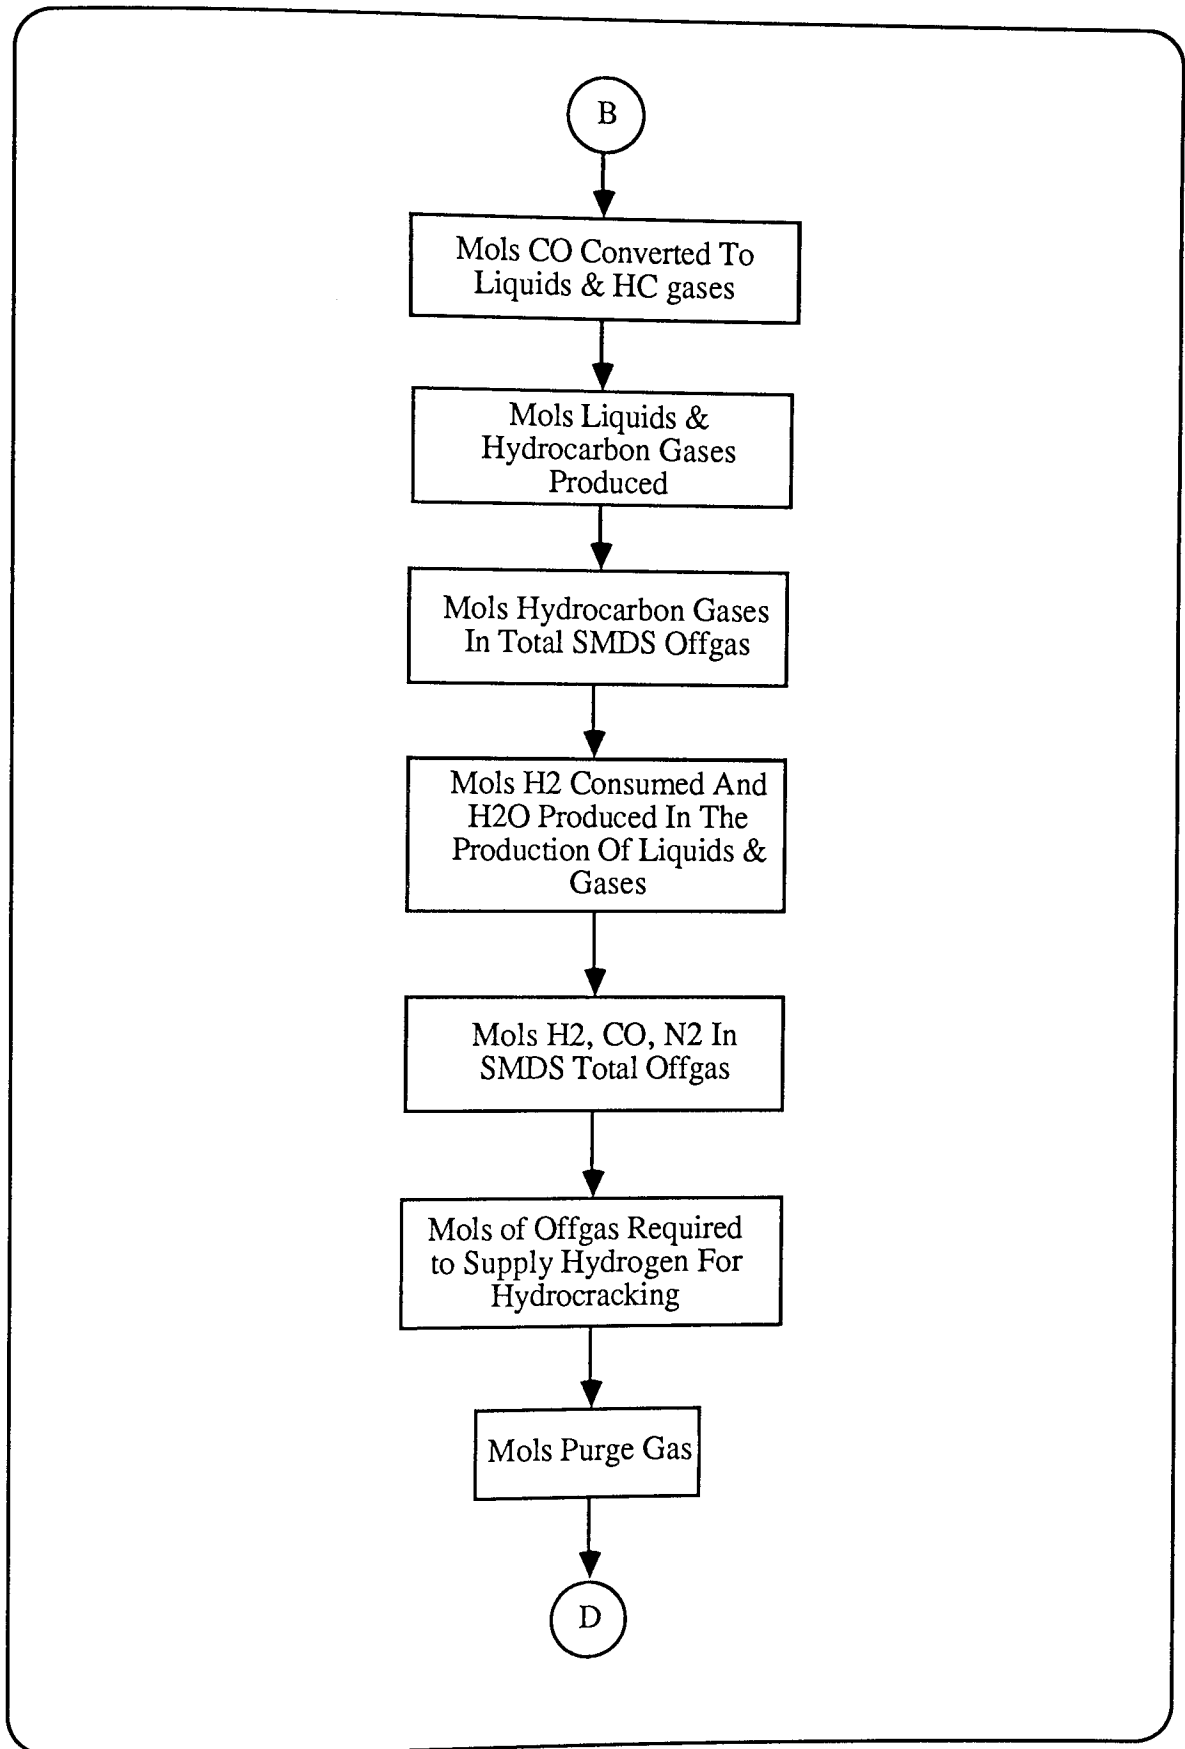 B
Mols CO Converted To
Liquids & HC gases
Mols Liquids &
Hydrocarbon Gases
Produced
Mols Hydrocarbon Gases
In Total SMDS Offgas
Mols H2 Consumed And
H2O Produced In The
Production Of Liquids &
Gases
Mols H2, CO, N2 In
SMDS Total Offgas
Mols of Offgas Required
to Supply Hydrogen For
Hydrocracking
Mols Purge Gas
D